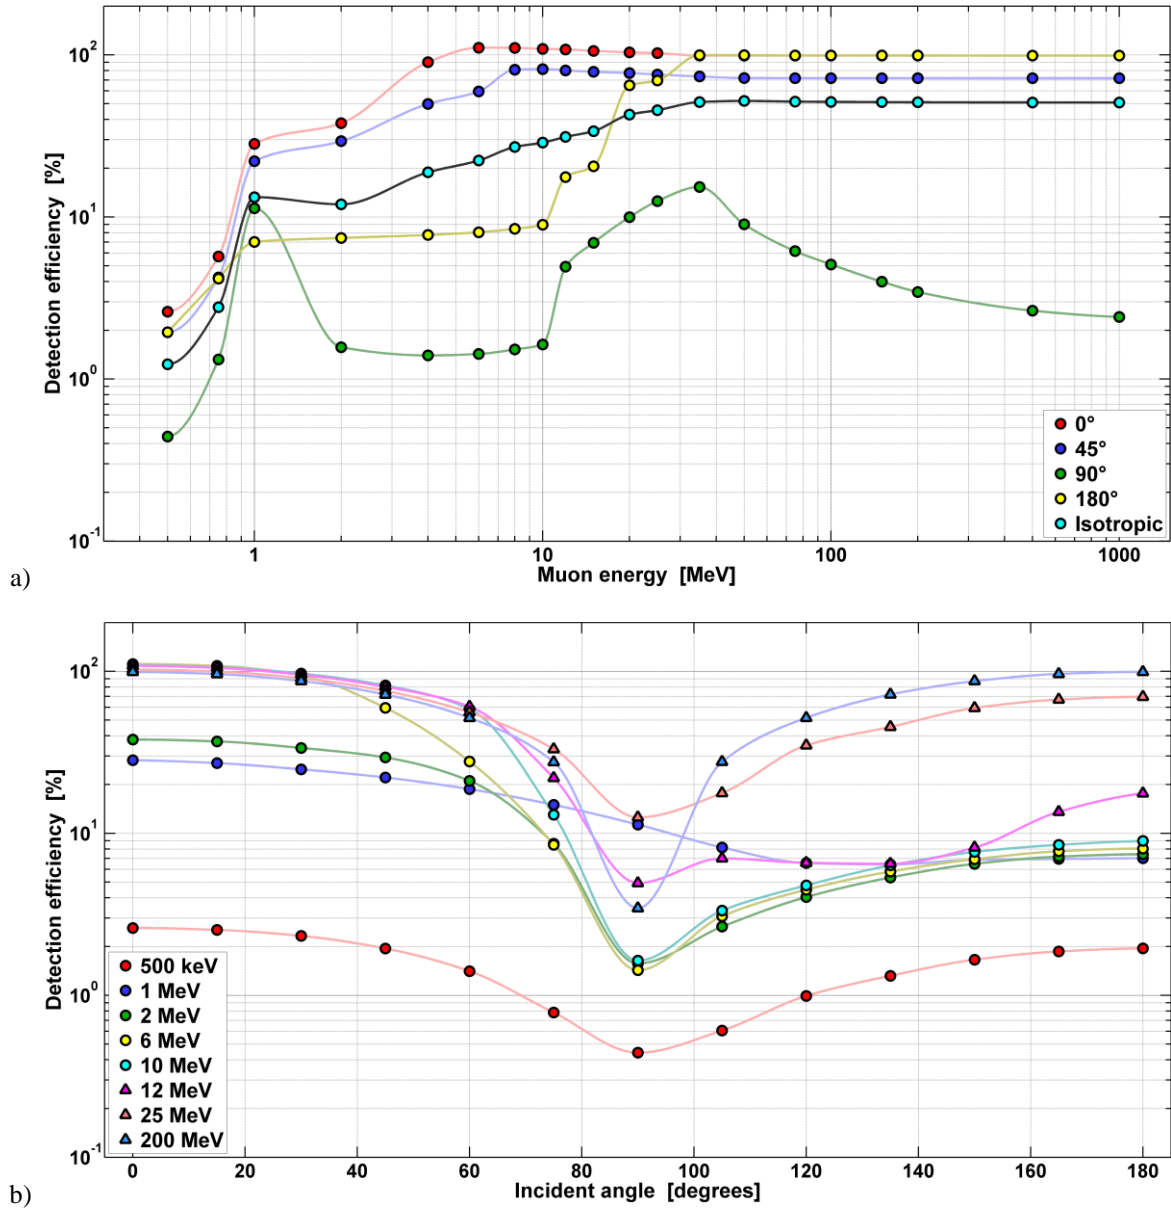 10²
10¹
10⁰
10⁻¹
Detection efficiency [%]
0°
45°
90°
180°
Isotropic
1 10 100 1000
Muon energy [MeV]
a)
10²
10¹
10⁰
10⁻¹
Detection efficiency [%]
500 keV
1 MeV
2 MeV
6 MeV
10 MeV
12 MeV
25 MeV
200 MeV
0 20 40 60 80 100 120 140 160 180
Incident angle [degrees]
b)